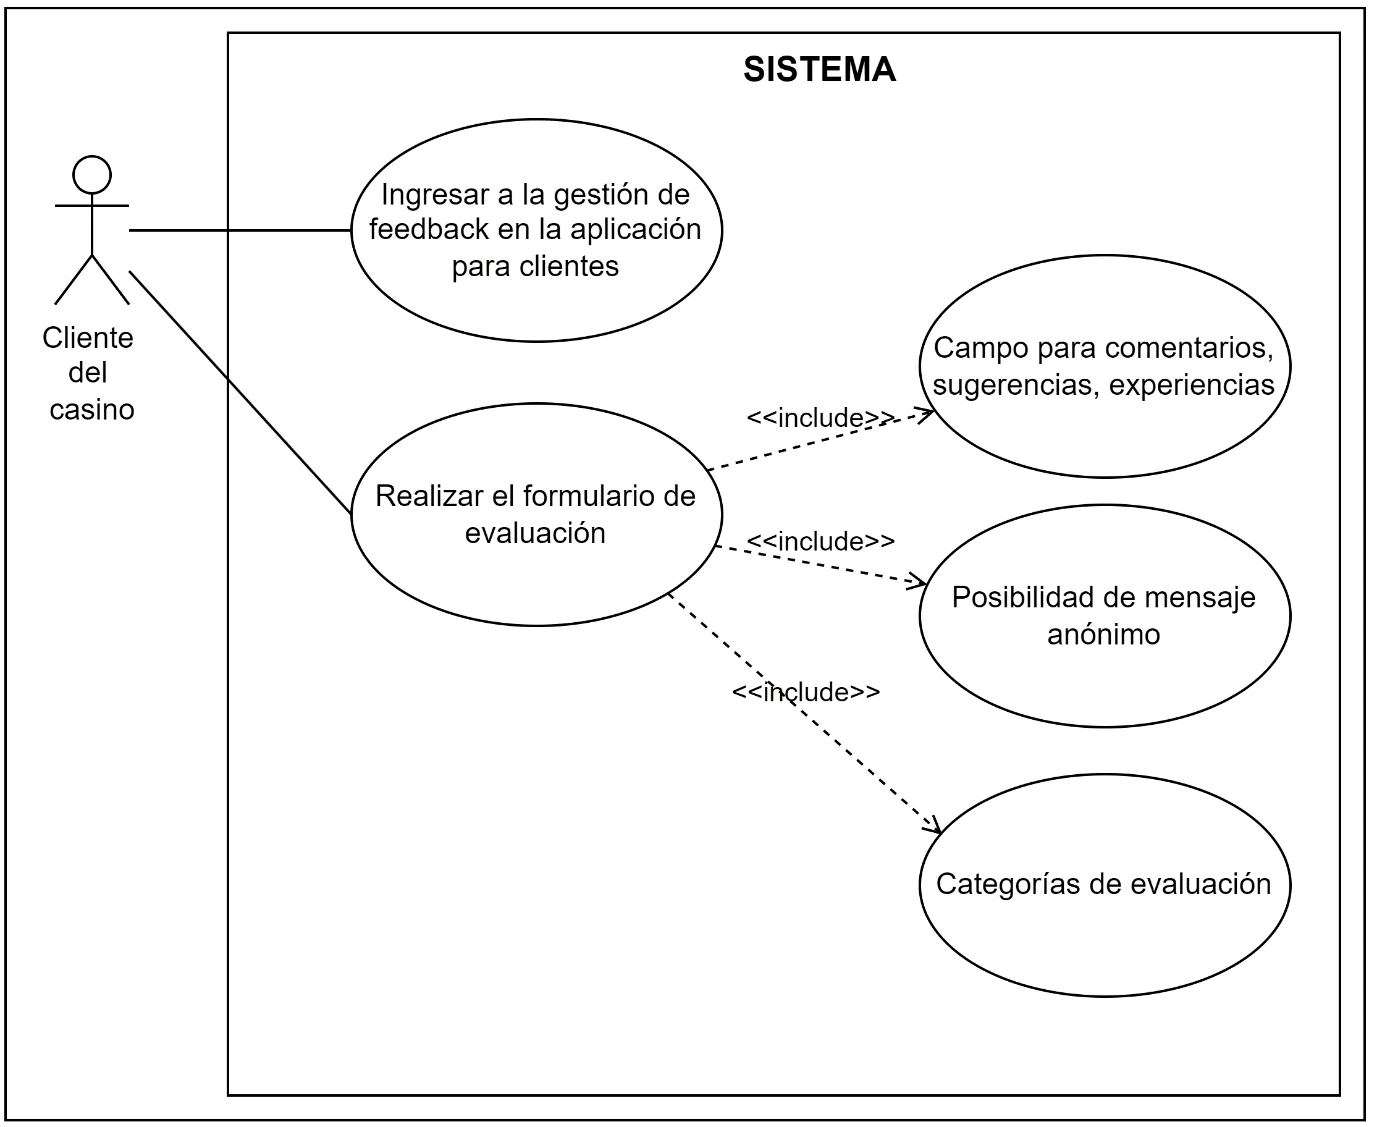 SISTEMA
Ingresar a la gestión de
feedback en la aplicación
para clientes
Cliente
del
casino
Campo para comentarios,
sugerencias, experiencias
<<include>>
Realizar el formulario de
evaluación
<<include>>
Posibilidad de mensaje
anónimo
<<include>>
Categorías de evaluación